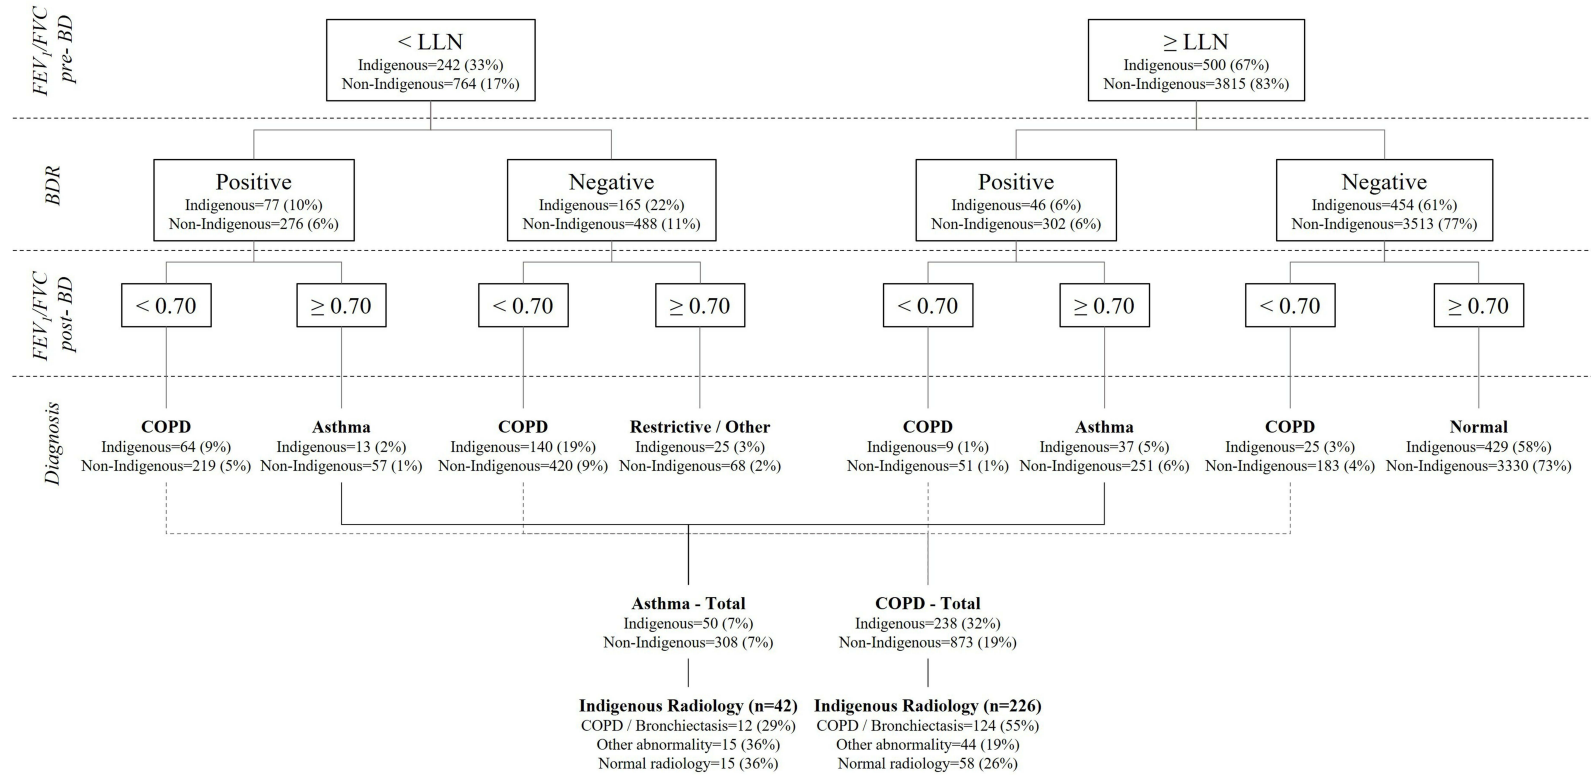 FEV1/FVC
pre- BD
< LLN
Indigenous=242 (33%)
Non-Indigenous=764 (17%)
≥ LLN
Indigenous=500 (67%)
Non-Indigenous=3815 (83%)
BDR
Positive
Indigenous=77 (10%)
Non-Indigenous=276 (6%)
Negative
Indigenous=165 (22%)
Non-Indigenous=488 (11%)
Positive
Indigenous=46 (6%)
Non-Indigenous=302 (6%)
Negative
Indigenous=454 (61%)
Non-Indigenous=3513 (77%)
FEV1/FVC
post- BD
< 0.70
≥ 0.70
< 0.70
≥ 0.70
< 0.70
≥ 0.70
< 0.70
≥ 0.70
Diagnosis
COPD
Indigenous=64 (9%)
Non-Indigenous=219 (5%)
Asthma
Indigenous=13 (2%)
Non-Indigenous=57 (1%)
COPD
Indigenous=140 (19%)
Non-Indigenous=420 (9%)
Restrictive / Other
Indigenous=25 (3%)
Non-Indigenous=68 (2%)
COPD
Indigenous=9 (1%)
Non-Indigenous=51 (1%)
Asthma
Indigenous=37 (5%)
Non-Indigenous=251 (6%)
COPD
Indigenous=25 (3%)
Non-Indigenous=183 (4%)
Normal
Indigenous=429 (58%)
Non-Indigenous=3330 (73%)
Asthma - Total
Indigenous=50 (7%)
Non-Indigenous=308 (7%)
COPD - Total
Indigenous=238 (32%)
Non-Indigenous=873 (19%)
Indigenous Radiology (n=42)
COPD / Bronchiectasis=12 (29%)
Other abnormality=15 (36%)
Normal radiology=15 (36%)
Indigenous Radiology (n=226)
COPD / Bronchiectasis=124 (55%)
Other abnormality=44 (19%)
Normal radiology=58 (26%)